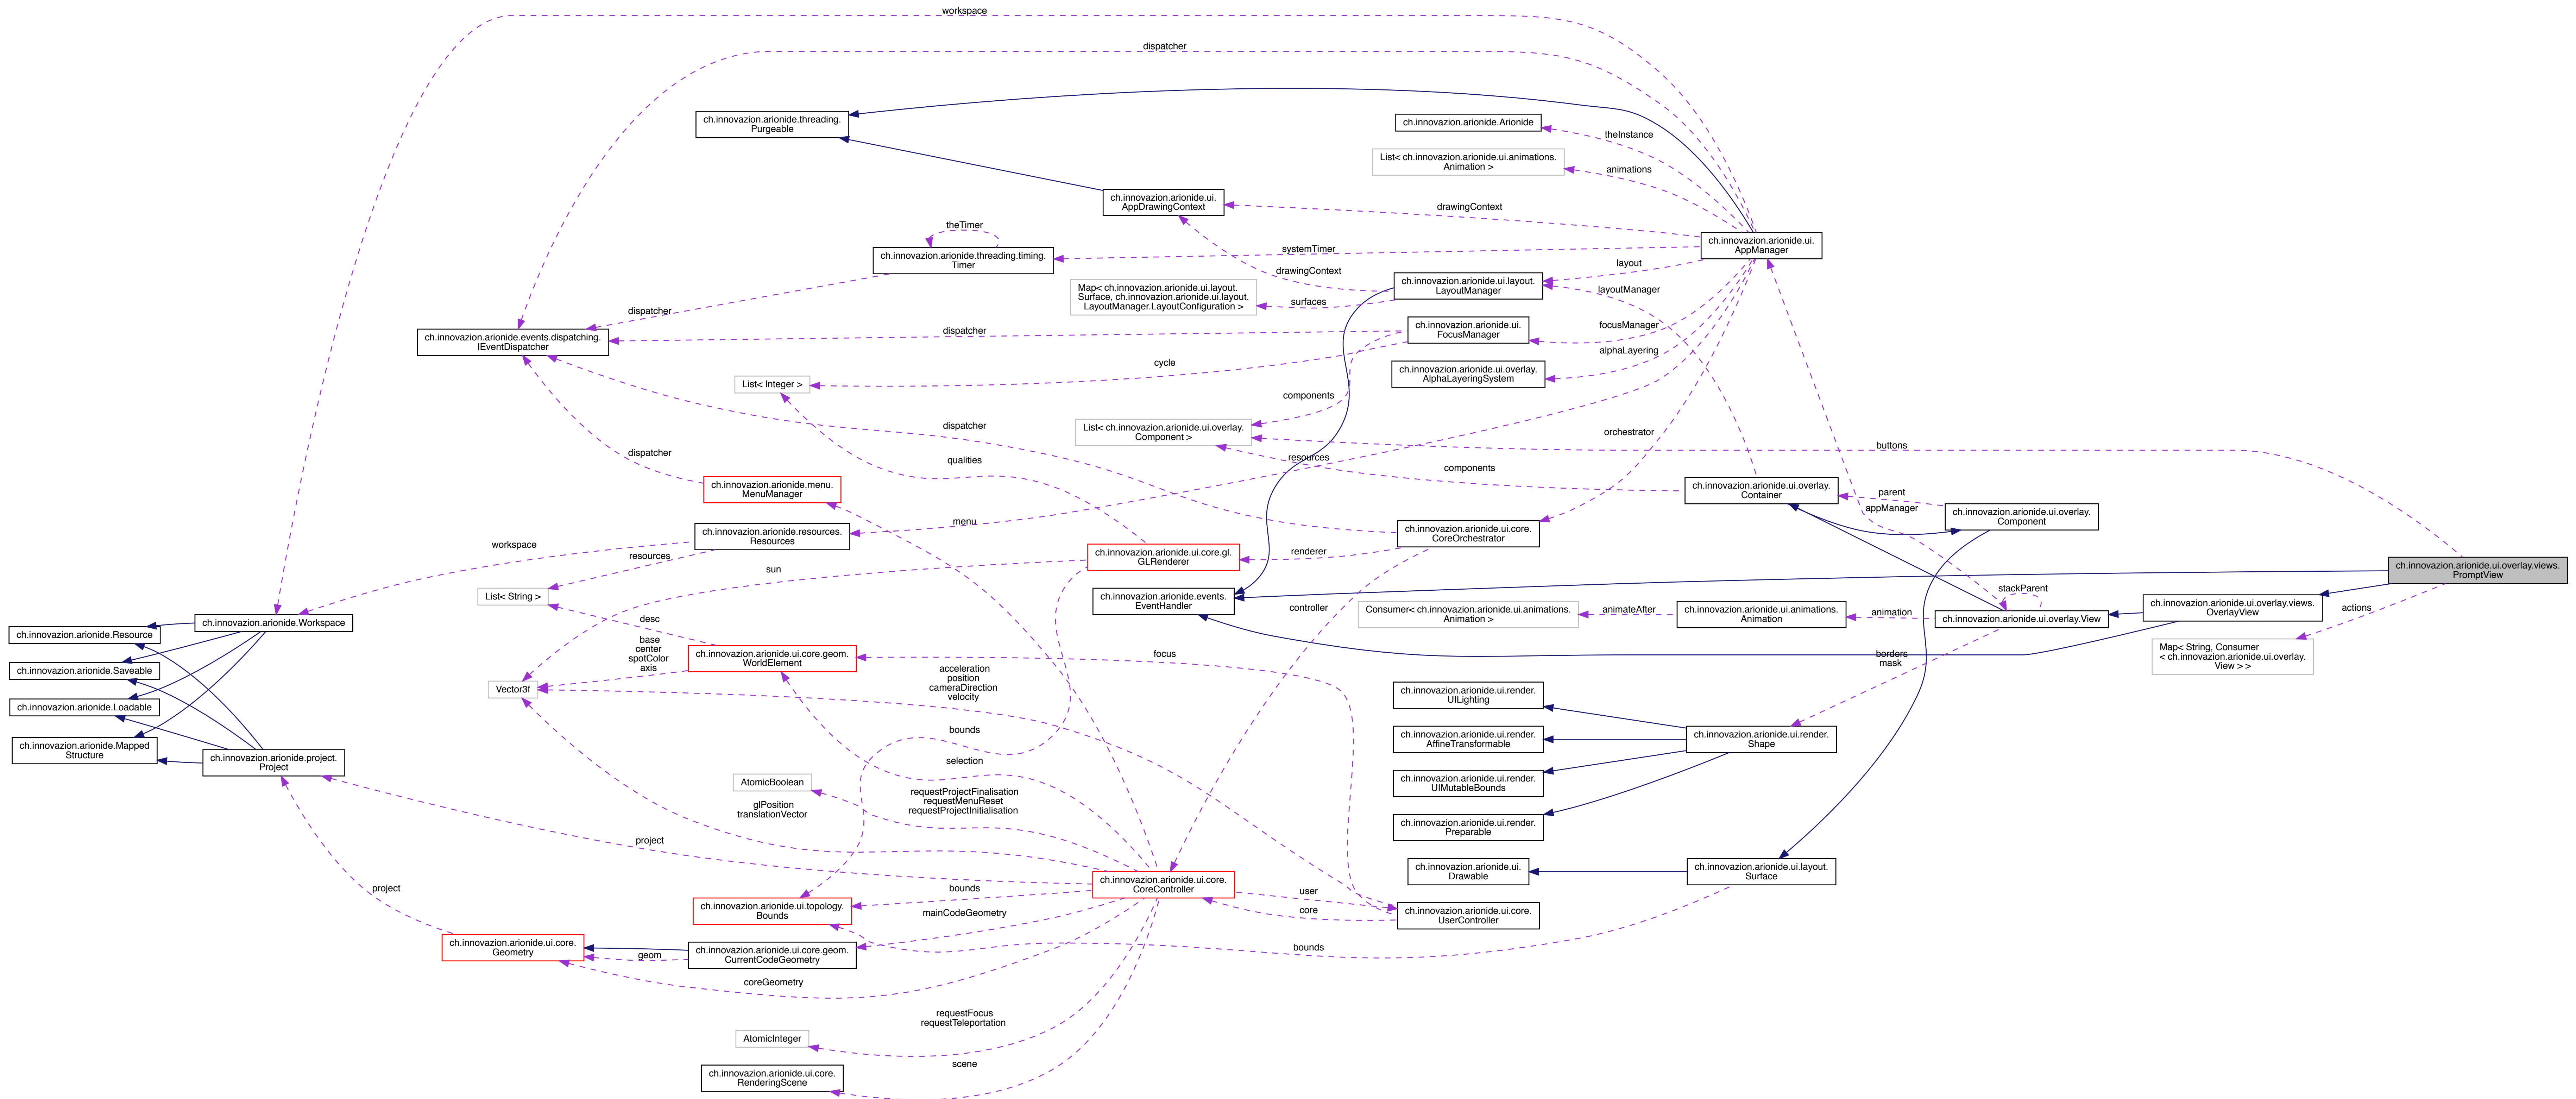 workspace
dispatcher
ch.innovazion.arionide.threading.
Purgeable
ch.innovazion.arionide.Arionide
theInstance
List< ch.innovazion.arionide.ui.animations.
Animation >
animations
ch.innovazion.arionide.ui.
AppDrawingContext
drawingContext
theTimer
ch.innovazion.arionide.ui.
AppManager
systemTimer
ch.innovazion.arionide.threading.timing.
Timer
drawingContext
layout
ch.innovazion.arionide.ui.layout.
LayoutManager
layoutManager
Map< ch.innovazion.arionide.ui.layout.
Surface, ch.innovazion.arionide.ui.layout.
LayoutManager.LayoutConfiguration >
surfaces
dispatcher
ch.innovazion.arionide.events.dispatching.
IEventDispatcher
dispatcher
ch.innovazion.arionide.ui.
FocusManager
focusManager
alphaLayering
cycle
ch.innovazion.arionide.ui.overlay.
AlphaLayeringSystem
List< Integer >
components
List< ch.innovazion.arionide.ui.overlay.
Component >
dispatcher
orchestrator
buttons
dispatcher
qualities
resources
components
ch.innovazion.arionide.menu.
MenuManager
ch.innovazion.arionide.ui.overlay.
Container
parent
appManager
ch.innovazion.arionide.ui.overlay.
Component
menu
ch.innovazion.arionide.resources.
Resources
ch.innovazion.arionide.ui.core.
CoreOrchestrator
workspace
resources
ch.innovazion.arionide.ui.core.gl.
GLRenderer
renderer
ch.innovazion.arionide.ui.overlay.views.
PromptView
sun
List< String >
ch.innovazion.arionide.events.
EventHandler
controller
Consumer< ch.innovazion.arionide.ui.animations.
Animation >
animateAfter
ch.innovazion.arionide.ui.animations.
Animation
animation
stackParent
ch.innovazion.arionide.ui.overlay.View
ch.innovazion.arionide.ui.overlay.views.
OverlayView
actions
ch.innovazion.arionide.Workspace
ch.innovazion.arionide.Resource
desc
base
center
spotColor
axis
ch.innovazion.arionide.ui.core.geom.
WorldElement
focus
borders
mask
Map< String, Consumer
< ch.innovazion.arionide.ui.overlay.
View > >
ch.innovazion.arionide.Saveable
acceleration
position
cameraDirection
velocity
Vector3f
ch.innovazion.arionide.ui.render.
UILighting
ch.innovazion.arionide.Loadable
bounds
ch.innovazion.arionide.ui.render.
AffineTransformable
ch.innovazion.arionide.ui.render.
Shape
ch.innovazion.arionide.Mapped
Structure
ch.innovazion.arionide.project.
Project
selection
AtomicBoolean
ch.innovazion.arionide.ui.render.
UIMutableBounds
requestProjectFinalisation
requestMenuReset
requestProjectInitialisation
glPosition
translationVector
ch.innovazion.arionide.ui.render.
Preparable
project
ch.innovazion.arionide.ui.
Drawable
ch.innovazion.arionide.ui.layout.
Surface
project
bounds
ch.innovazion.arionide.ui.core.
CoreController
user
ch.innovazion.arionide.ui.topology.
Bounds
mainCodeGeometry
core
ch.innovazion.arionide.ui.core.
UserController
ch.innovazion.arionide.ui.core.
Geometry
geom
ch.innovazion.arionide.ui.core.geom.
CurrentCodeGeometry
bounds
coreGeometry
requestFocus
requestTeleportation
AtomicInteger
scene
ch.innovazion.arionide.ui.core.
RenderingScene